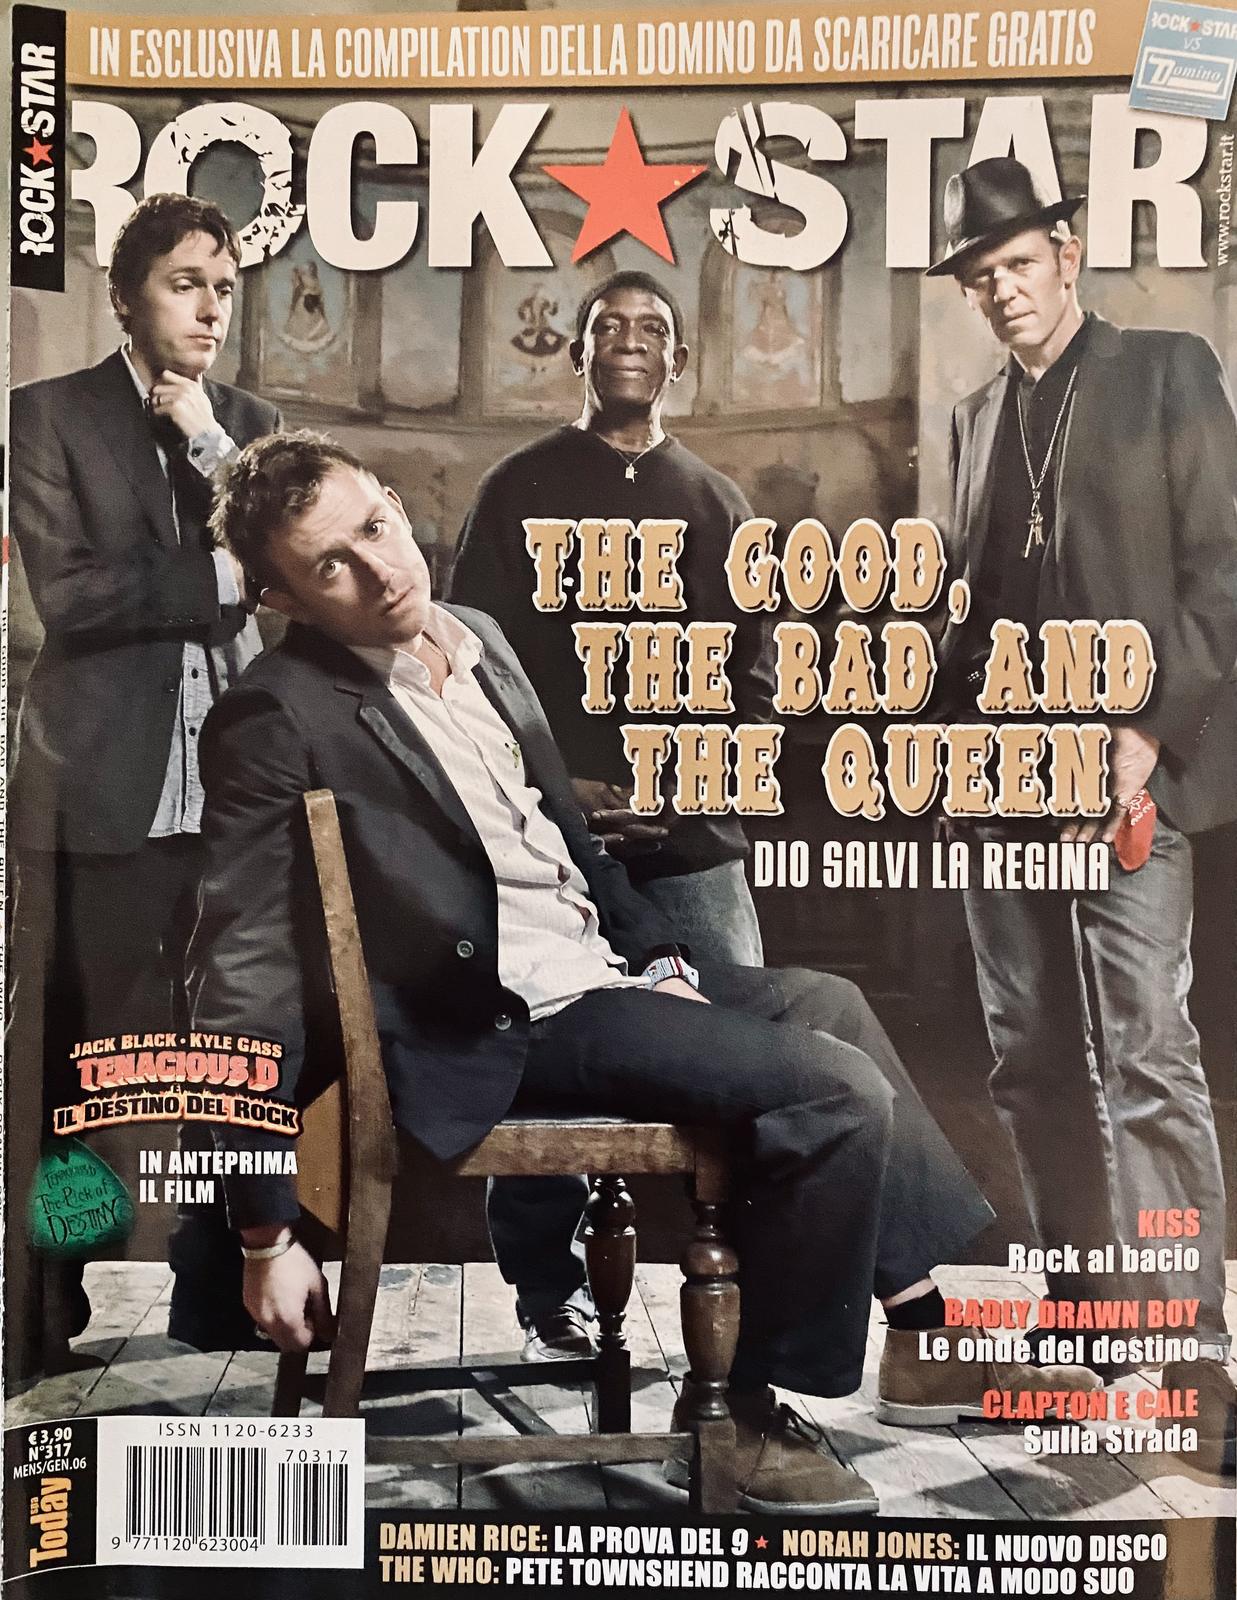 IN ESCLUSIVA LA COMPILATION DELLA DOMINO DA SCARICARE GRATIS
ROCK★STAR
VS
Domino
ROCK★STAR
ROCK★STAR
www.rockstar.it
THE GOOD,
THE BAD AND
THE QUEEN
DIO SALVI LA REGINA
JACK BLACK • KYLE GASS
TENACIOUS D
E
IL DESTINO DEL ROCK
IN ANTEPRIMA
IL FILM
TENACIOUS D
The Pick of
DESTINY
KISS
Rock al bacio
BADLY DRAWN BOY
Le onde del destino
CLAPTON E CALE
Sulla Strada
€ 3,90
N°317
MENS/GEN.06
Today spa
ISSN 1120-6233
70317
9 771120 623004
DAMIEN RICE: LA PROVA DEL 9 ★ NORAH JONES: IL NUOVO DISCO
THE WHO: PETE TOWNSHEND RACCONTA LA VITA A MODO SUO